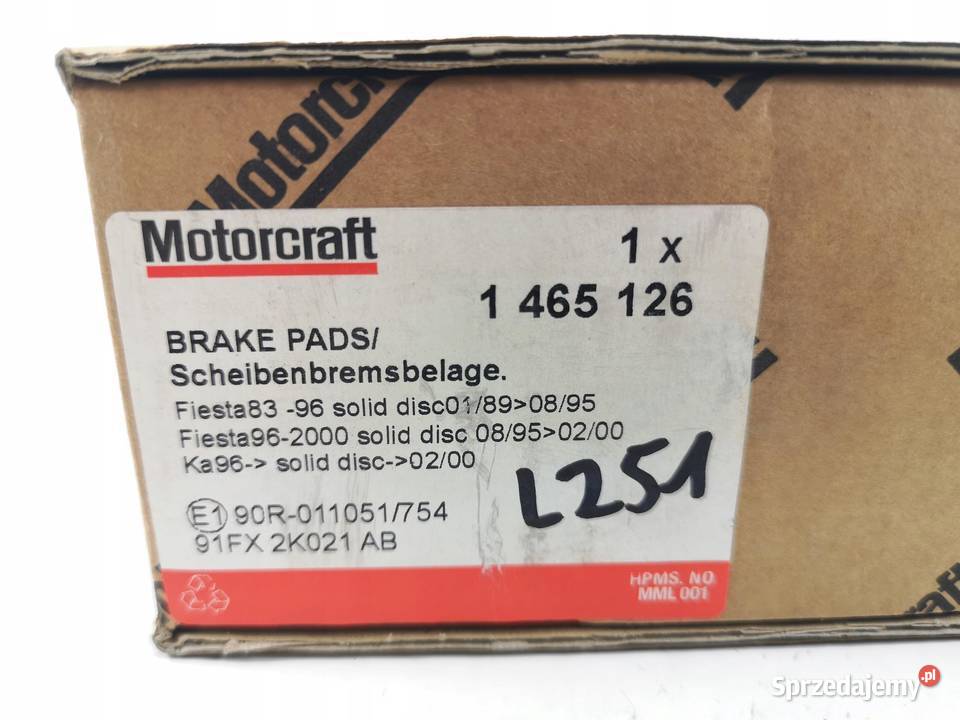 Motorcraft
Motorcraft
1 x
1 465 126
BRAKE PADS/
Scheibenbremsbelage.
Fiesta83 -96 solid disc01/89>08/95
Fiesta96-2000 solid disc 08/95>02/00
Ka96-> solid disc->02/00
L251
E1 90R-011051/754
91FX 2K021 AB
HPMS. NO
MML 001
Sprzedajemy.pl